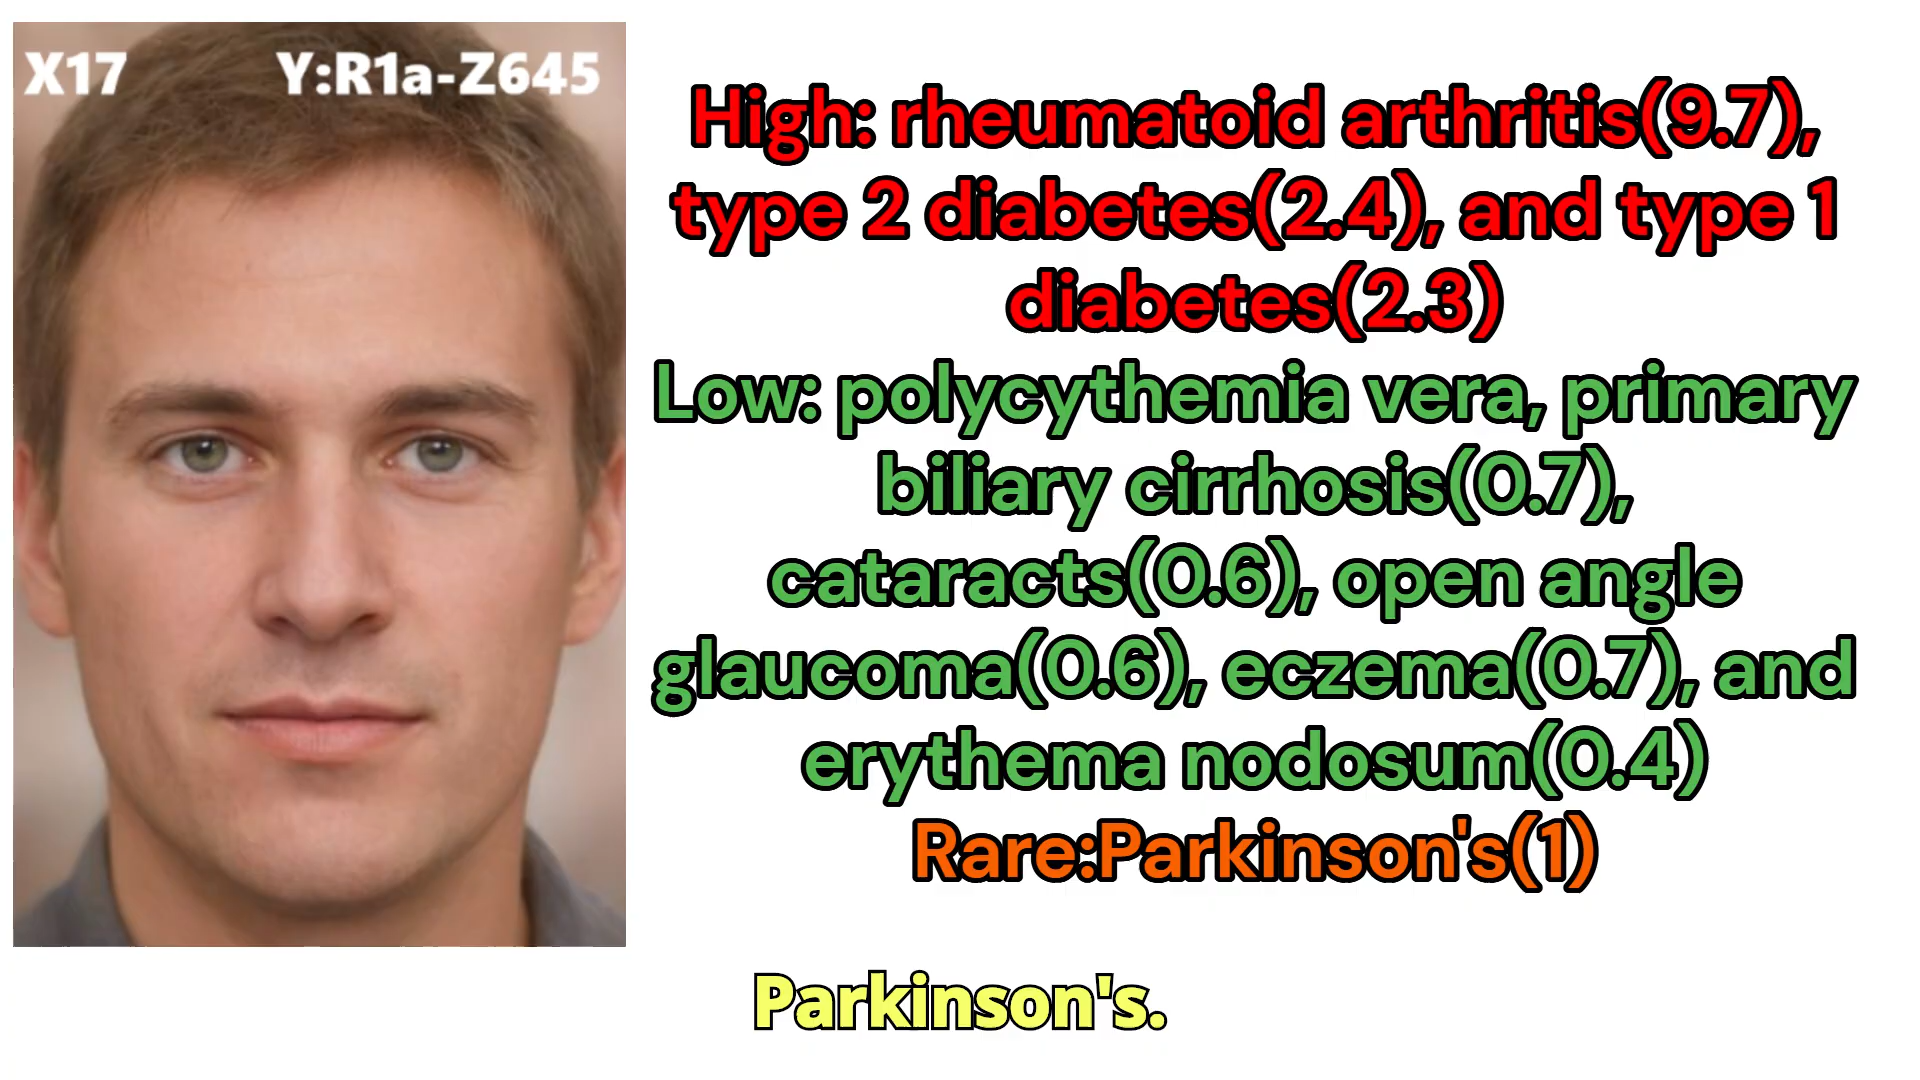 X17 Y:R1a-Z645
High: rheumatoid arthritis(9.7),
type 2 diabetes(2.4), and type 1
diabetes(2.3)
Low: polycythemia vera, primary
biliary cirrhosis(0.7),
cataracts(0.6), open angle
glaucoma(0.6), eczema(0.7), and
erythema nodosum(0.4)
Rare:Parkinson's(1)
Parkinson's.